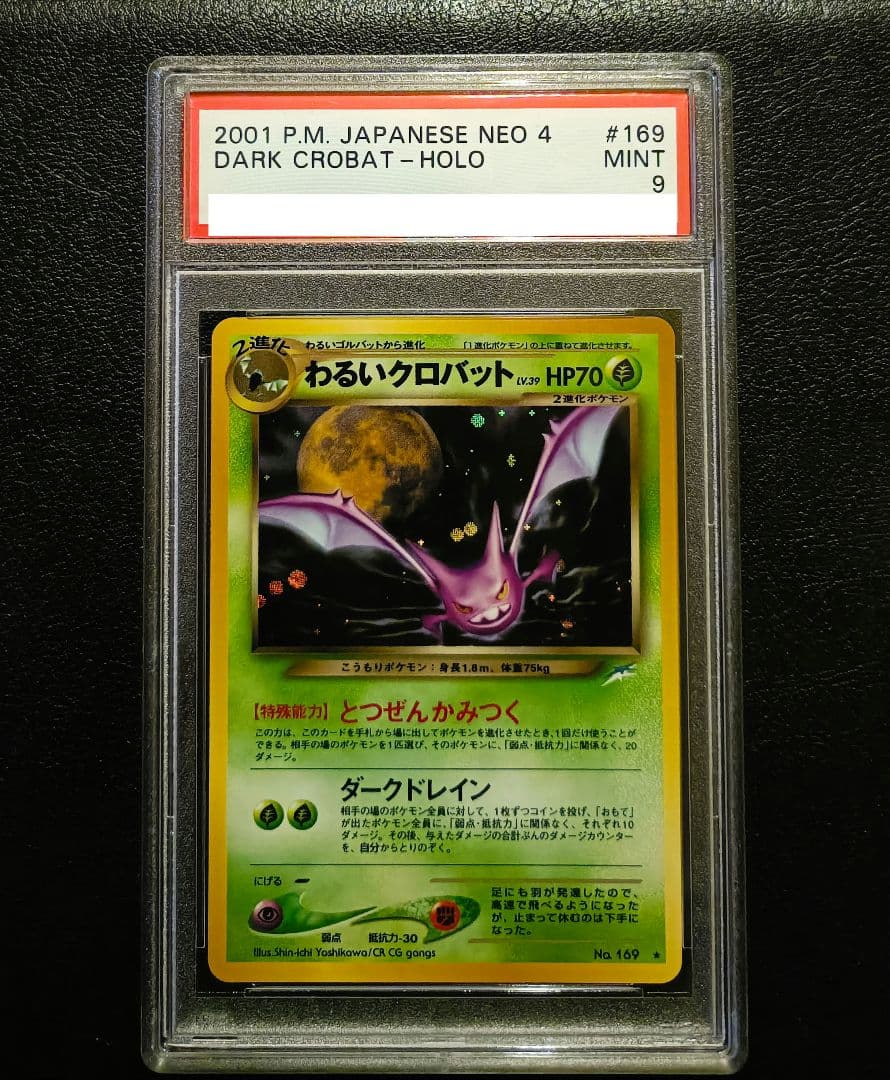 2001 P.M. JAPANESE NEO 4 #169
DARK CROBAT - HOLO MINT
9
2進化
わるいゴルバットから進化 「1進化ポケモン」の上に重ねて進化させます。
わるいクロバット LV.39 HP70
2進化ポケモン
こうもりポケモン:身長1.8m、体重75kg
【特殊能力】とつぜんかみつく
この力は、このカードを手札から場に出してポケモンを進化させたとき、1回だけ使うことが
できる。相手の場のポケモンを1匹選び、そのポケモンに、「弱点・抵抗力」に関係なく、20
ダメージ。
ダークドレイン
相手の場のポケモン全員に対して、1枚ずつコインを投げ、「おもて」
が出たポケモン全員に、「弱点・抵抗力」に関係なく、それぞれ10
ダメージ。その後、与えたダメージの合計ぶんのダメージカウンター
を、自分からとりのぞく。
にげる
弱点 抵抗力-30
足にも羽が発達したので、
高速で飛べるようになった
が、止まって休むのは下手に
なった。
Illus.Shin-ichi Yoshikawa/CR CG gangs
No.169 ★